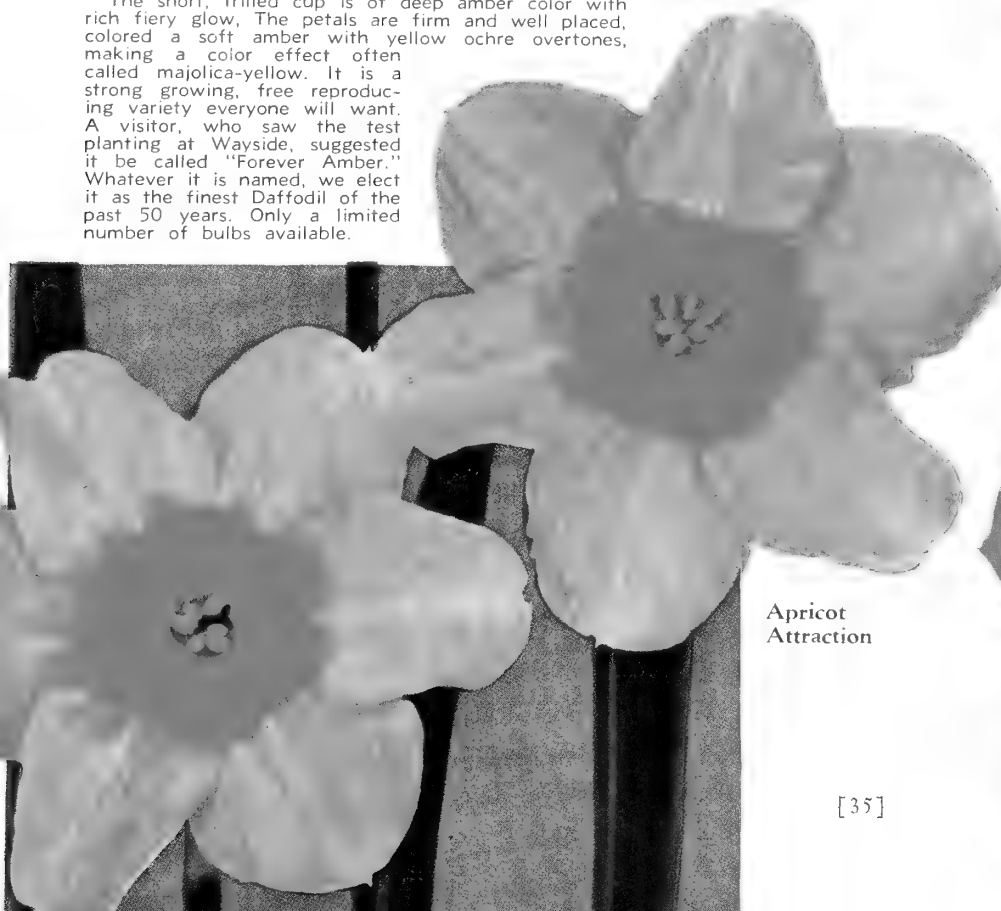 The short, frilled cup is of deep amber color with
rich fiery glow, The petals are firm and well placed,
colored a soft amber with yellow ochre overtones,
making a color effect often
called majolica-yellow. It is a
strong growing, free reproduc-
ing variety everyone will want.
A visitor, who saw the test
planting at Wayside, suggested
it be called "Forever Amber."
Whatever it is named, we elect
it as the finest Daffodil of the
past 50 years. Only a limited
number of bulbs available.
Apricot
Attraction
[35]